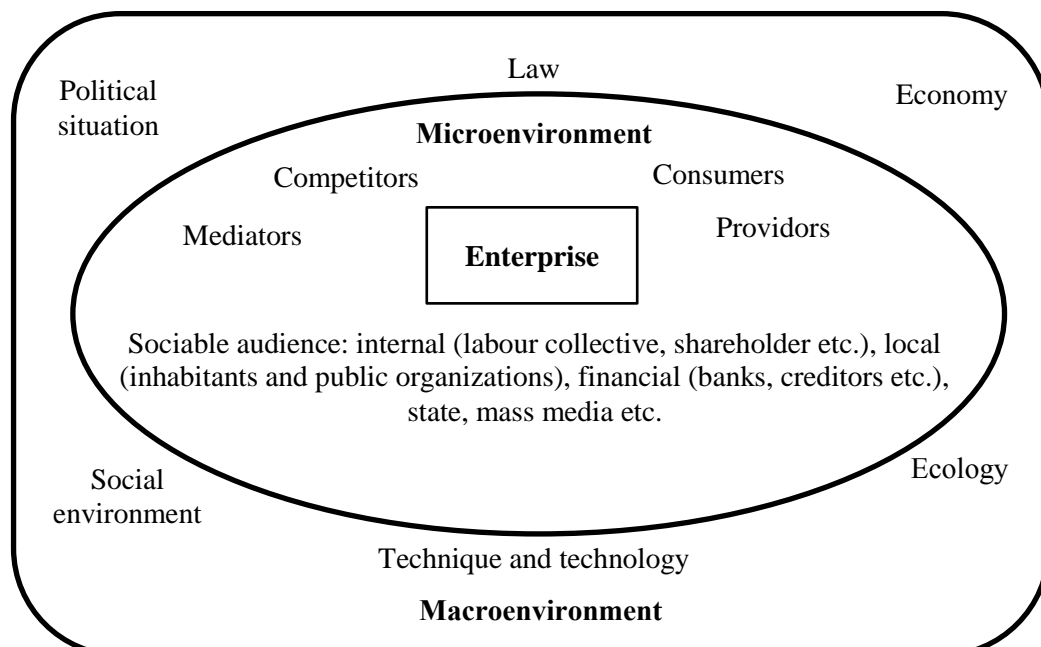 Law
Political
situation
Economy
Microenvironment
Competitors
Consumers
Mediators
Providors
Enterprise
Sociable audience: internal (labour collective, shareholder etc.), local
(inhabitants and public organizations), financial (banks, creditors etc.),
state, mass media etc.
Social
environment
Ecology
Technique and technology
Macroenvironment